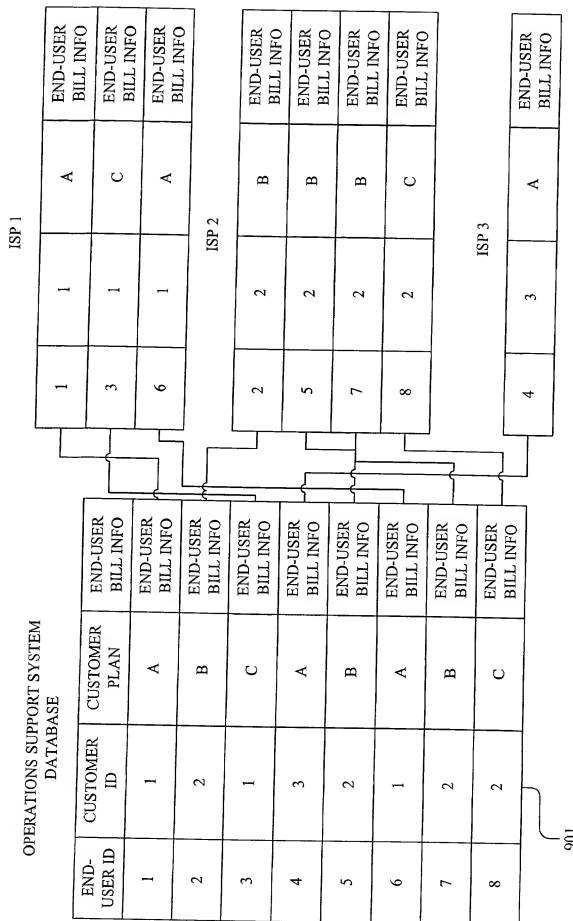 OPERATIONS SUPPORT SYSTEM
DATABASE
END-
USER ID
CUSTOMER
ID
CUSTOMER
PLAN
END-USER
BILL INFO
1
1
A
END-USER
BILL INFO
2
2
B
END-USER
BILL INFO
3
1
C
END-USER
BILL INFO
4
3
A
END-USER
BILL INFO
5
2
B
END-USER
BILL INFO
6
1
A
END-USER
BILL INFO
7
2
B
END-USER
BILL INFO
8
2
C
END-USER
BILL INFO
901
ISP 1
1
1
A
END-USER
BILL INFO
3
1
C
END-USER
BILL INFO
6
1
A
END-USER
BILL INFO
ISP 2
2
2
B
END-USER
BILL INFO
5
2
B
END-USER
BILL INFO
7
2
B
END-USER
BILL INFO
8
2
C
END-USER
BILL INFO
ISP 3
4
3
A
END-USER
BILL INFO